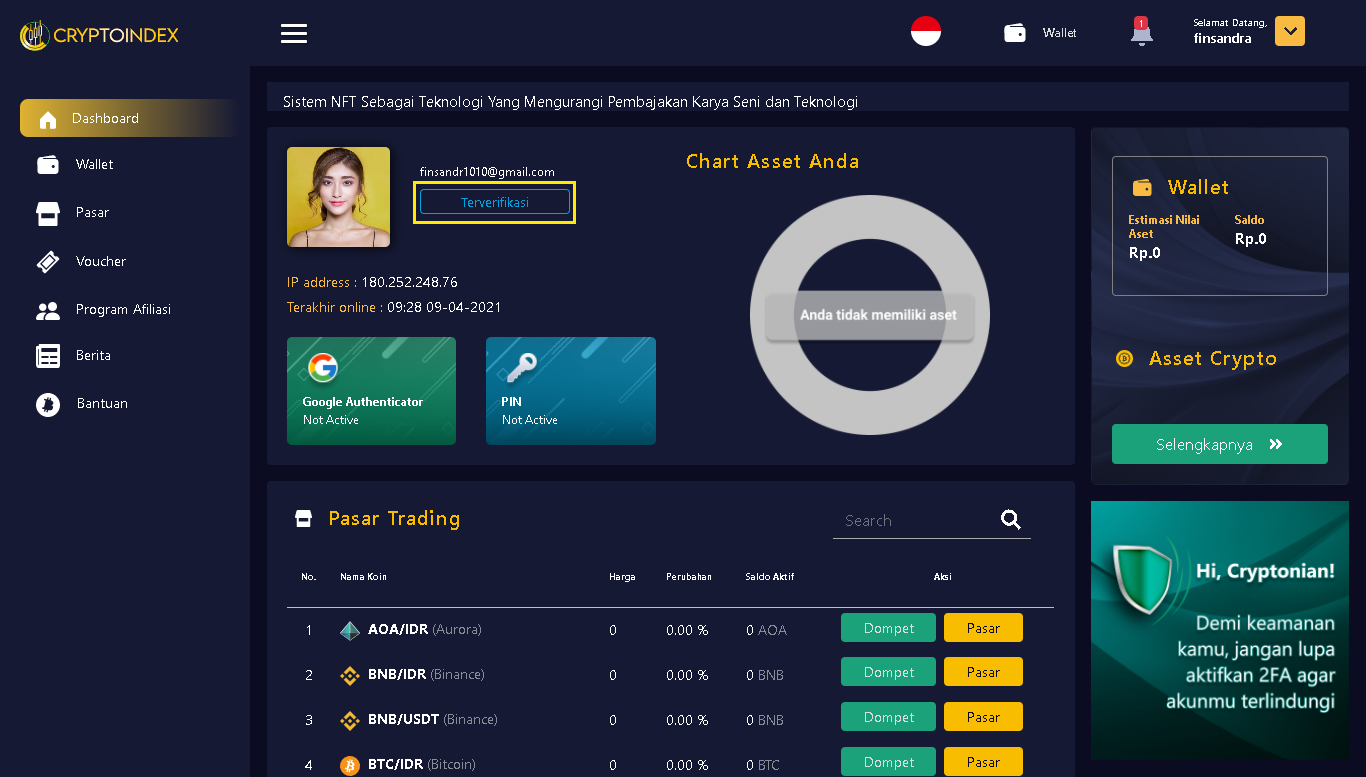 CRYPTOINDEX
Wallet
1
Selamat Datang,
finsandra
Dashboard
Wallet
Pasar
Voucher
Program Afiliasi
Berita
Bantuan
Sistem NFT Sebagai Teknologi Yang Mengurangi Pembajakan Karya Seni dan Teknologi
finsandr1010@gmail.com
Terverifikasi
IP address : 180.252.248.76
Terakhir online : 09:28 09-04-2021
Google Authenticator
Not Active
PIN
Not Active
Chart Asset Anda
Anda tidak memiliki aset
Wallet
Estimasi Nilai
Aset
Rp.0
Saldo
Rp.0
Asset Crypto
Selengkapnya
Pasar Trading
Search
No. Nama Koin Harga Perubahan Saldo Aktif Aksi
1 AOA/IDR (Aurora) 0 0.00 % 0 AOA Dompet Pasar
2 BNB/IDR (Binance) 0 0.00 % 0 BNB Dompet Pasar
3 BNB/USDT (Binance) 0 0.00 % 0 BNB Dompet Pasar
4 BTC/IDR (Bitcoin) 0 0.00 % 0 BTC Dompet Pasar
Hi, Cryptonian!
Demi keamanan
kamu, jangan lupa
aktifkan 2FA agar
akunmu terlindungi